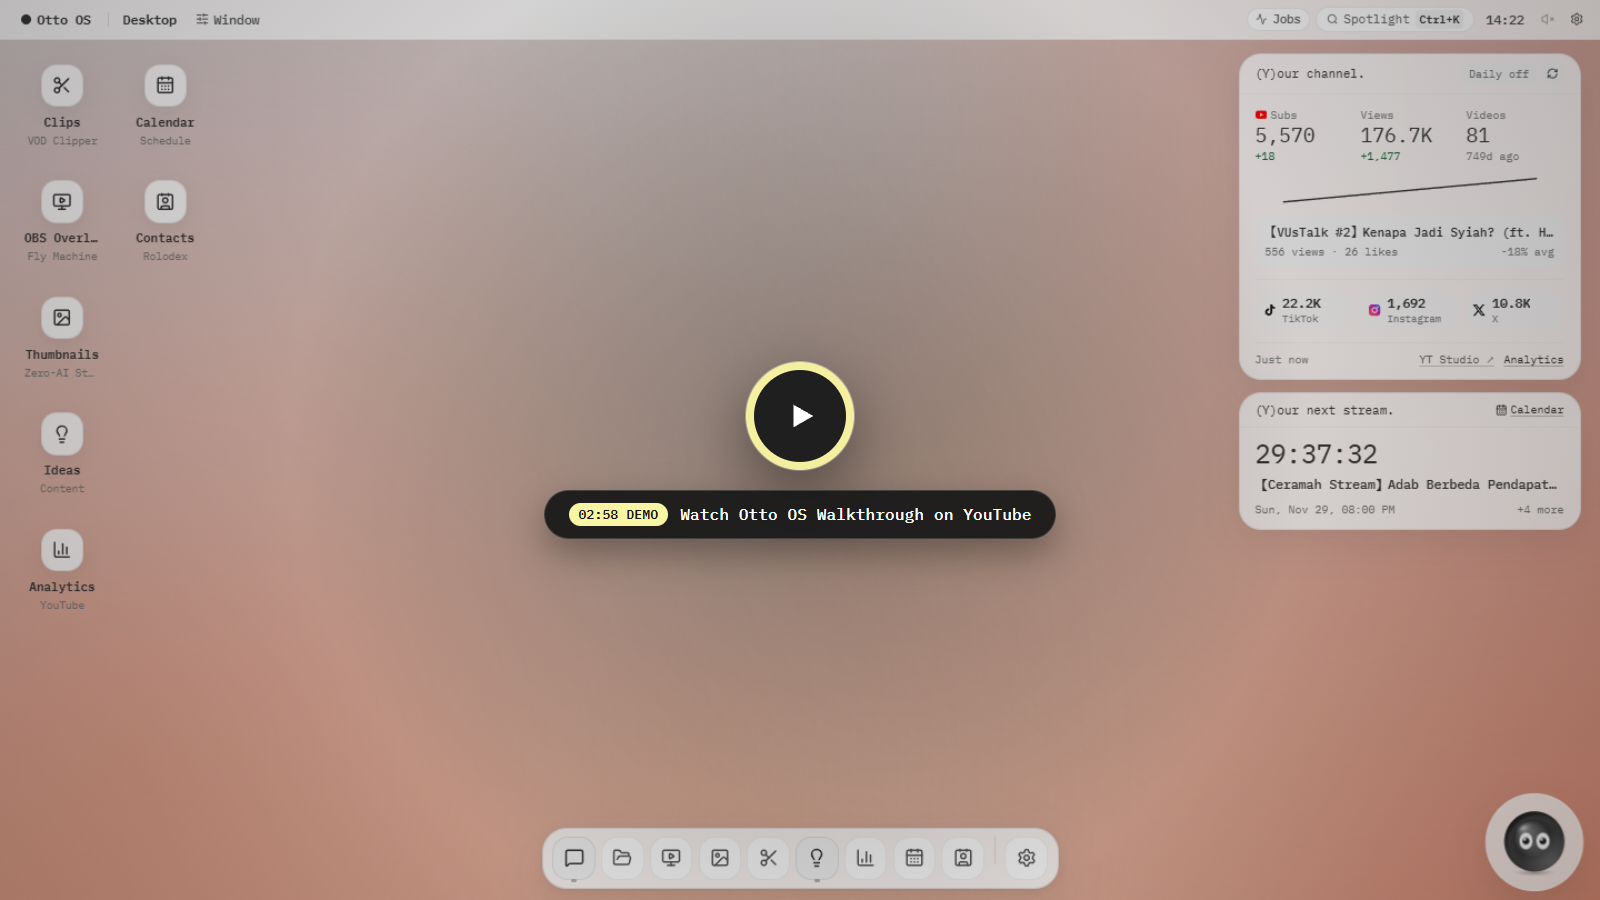 Otto OS
Desktop
Window
Jobs
Spotlight Ctrl+K
14:22
Clips
VOD Clipper
Calendar
Schedule
OBS Overl…
Fly Machine
Contacts
Rolodex
Thumbnails
Zero-AI St…
Ideas
Content
Analytics
YouTube
02:58 DEMO Watch Otto OS Walkthrough on YouTube
(Y)our channel.
Daily off
Subs Views Videos
5,570 176.7K 81
+18 +1,477 749d ago
【VUsTalk #2】Kenapa Jadi Syiah? (ft. H…
556 views · 26 likes -18% avg
22.2K 1,692 10.8K
TikTok Instagram X
Just now YT Studio ↗ Analytics
(Y)our next stream. Calendar
29:37:32
【Ceramah Stream】Adab Berbeda Pendapat…
Sun, Nov 29, 08:00 PM +4 more